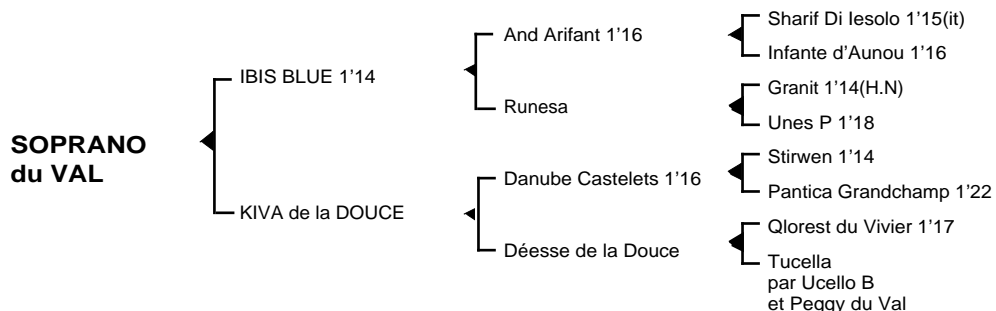 SOPRANO
du VAL
IBIS BLUE 1’14
KIVA de la DOUCE
And Arifant 1’16
Runesa
Danube Castelets 1’16
Déesse de la Douce
Sharif Di Iesolo 1’15(it)
Infante d’Aunou 1’16
Granit 1’14(H.N)
Unes P 1’18
Stirwen 1’14
Pantica Grandchamp 1’22
Qlorest du Vivier 1’17
Tucella
par Ucello B
et Peggy du Val